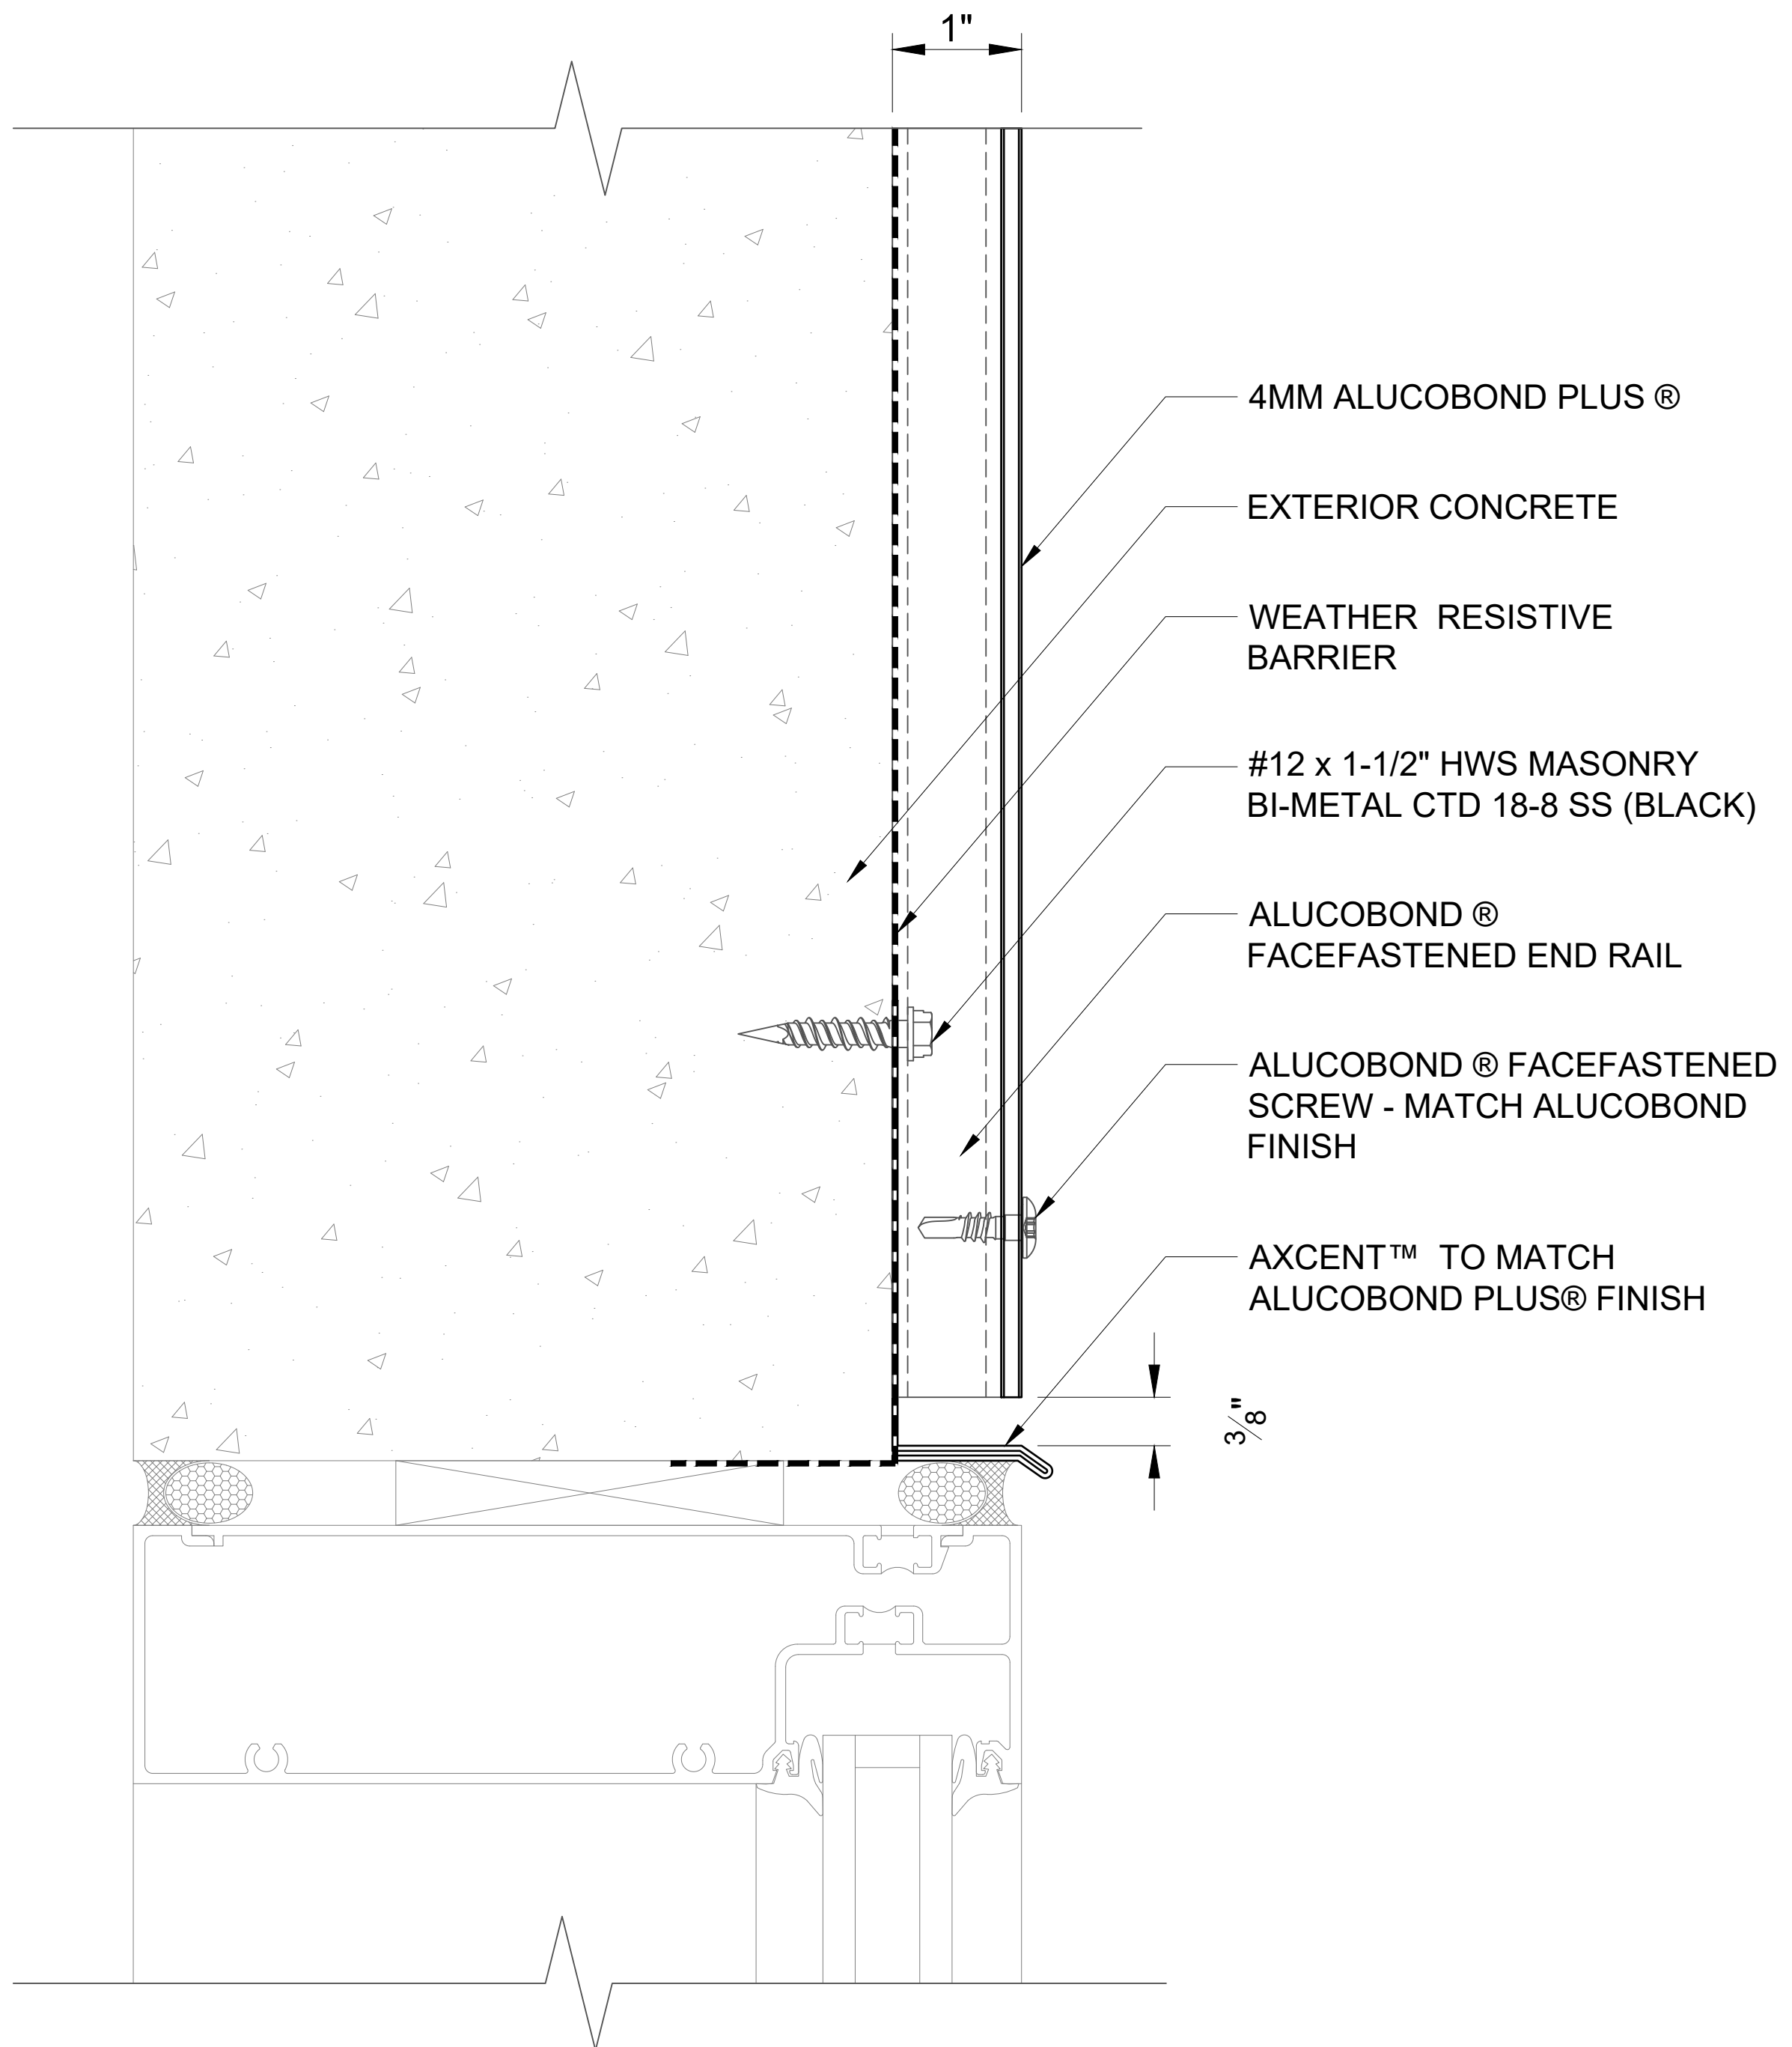 1"
4MM ALUCOBOND PLUS ®
EXTERIOR CONCRETE
WEATHER  RESISTIVE
BARRIER
#12 x 1-1/2" HWS MASONRY
BI-METAL CTD 18-8 SS (BLACK)
ALUCOBOND ®
FACEFASTENED END RAIL
ALUCOBOND ® FACEFASTENED
SCREW - MATCH ALUCOBOND
FINISH
AXCENT™  TO MATCH
ALUCOBOND PLUS® FINISH
3/8"